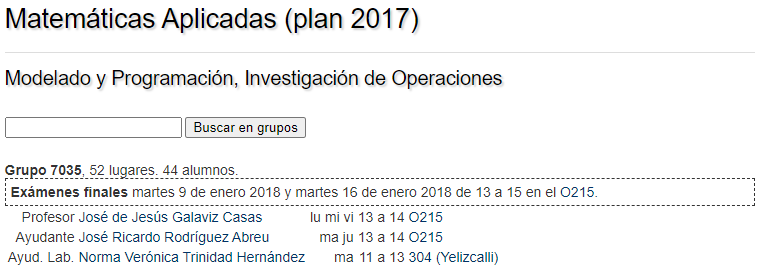 Matemáticas Aplicadas (plan 2017)
Modelado y Programación, Investigación de Operaciones
Buscar en grupos
Grupo 7035, 52 lugares. 44 alumnos.
Exámenes finales martes 9 de enero 2018 y martes 16 de enero 2018 de 13 a 15 en el O215.
Profesor José de Jesús Galaviz Casas lu mi vi 13 a 14 O215
Ayudante José Ricardo Rodríguez Abreu ma ju 13 a 14 O215
Ayud. Lab. Norma Verónica Trinidad Hernández ma 11 a 13 304 (Yelizcalli)